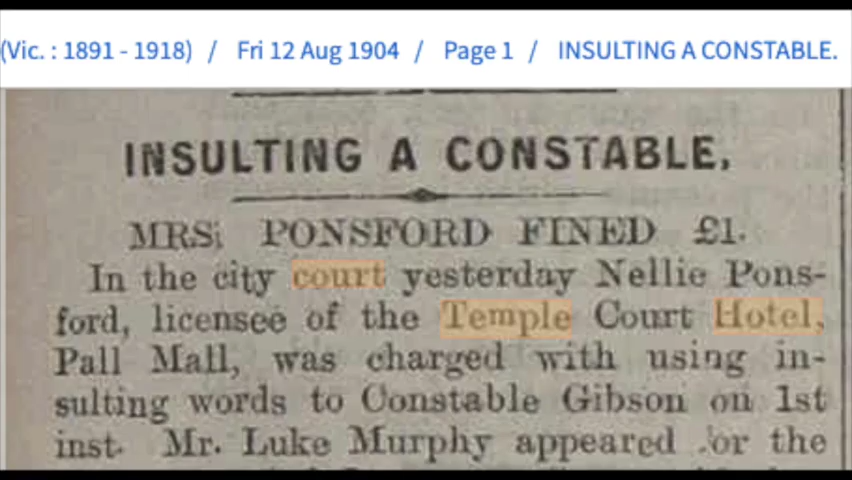 (Vic. : 1891 - 1918) / Fri 12 Aug 1904 / Page 1 / INSULTING A CONSTABLE.
INSULTING A CONSTABLE.
MRS. PONSFORD FINED £1.
In the city court yesterday Nellie Pons-
ford, licensee of the Temple Court Hotel,
Pall Mall, was charged with using in-
sulting words to Constable Gibson on 1st
inst. Mr. Luke Murphy appeared for the